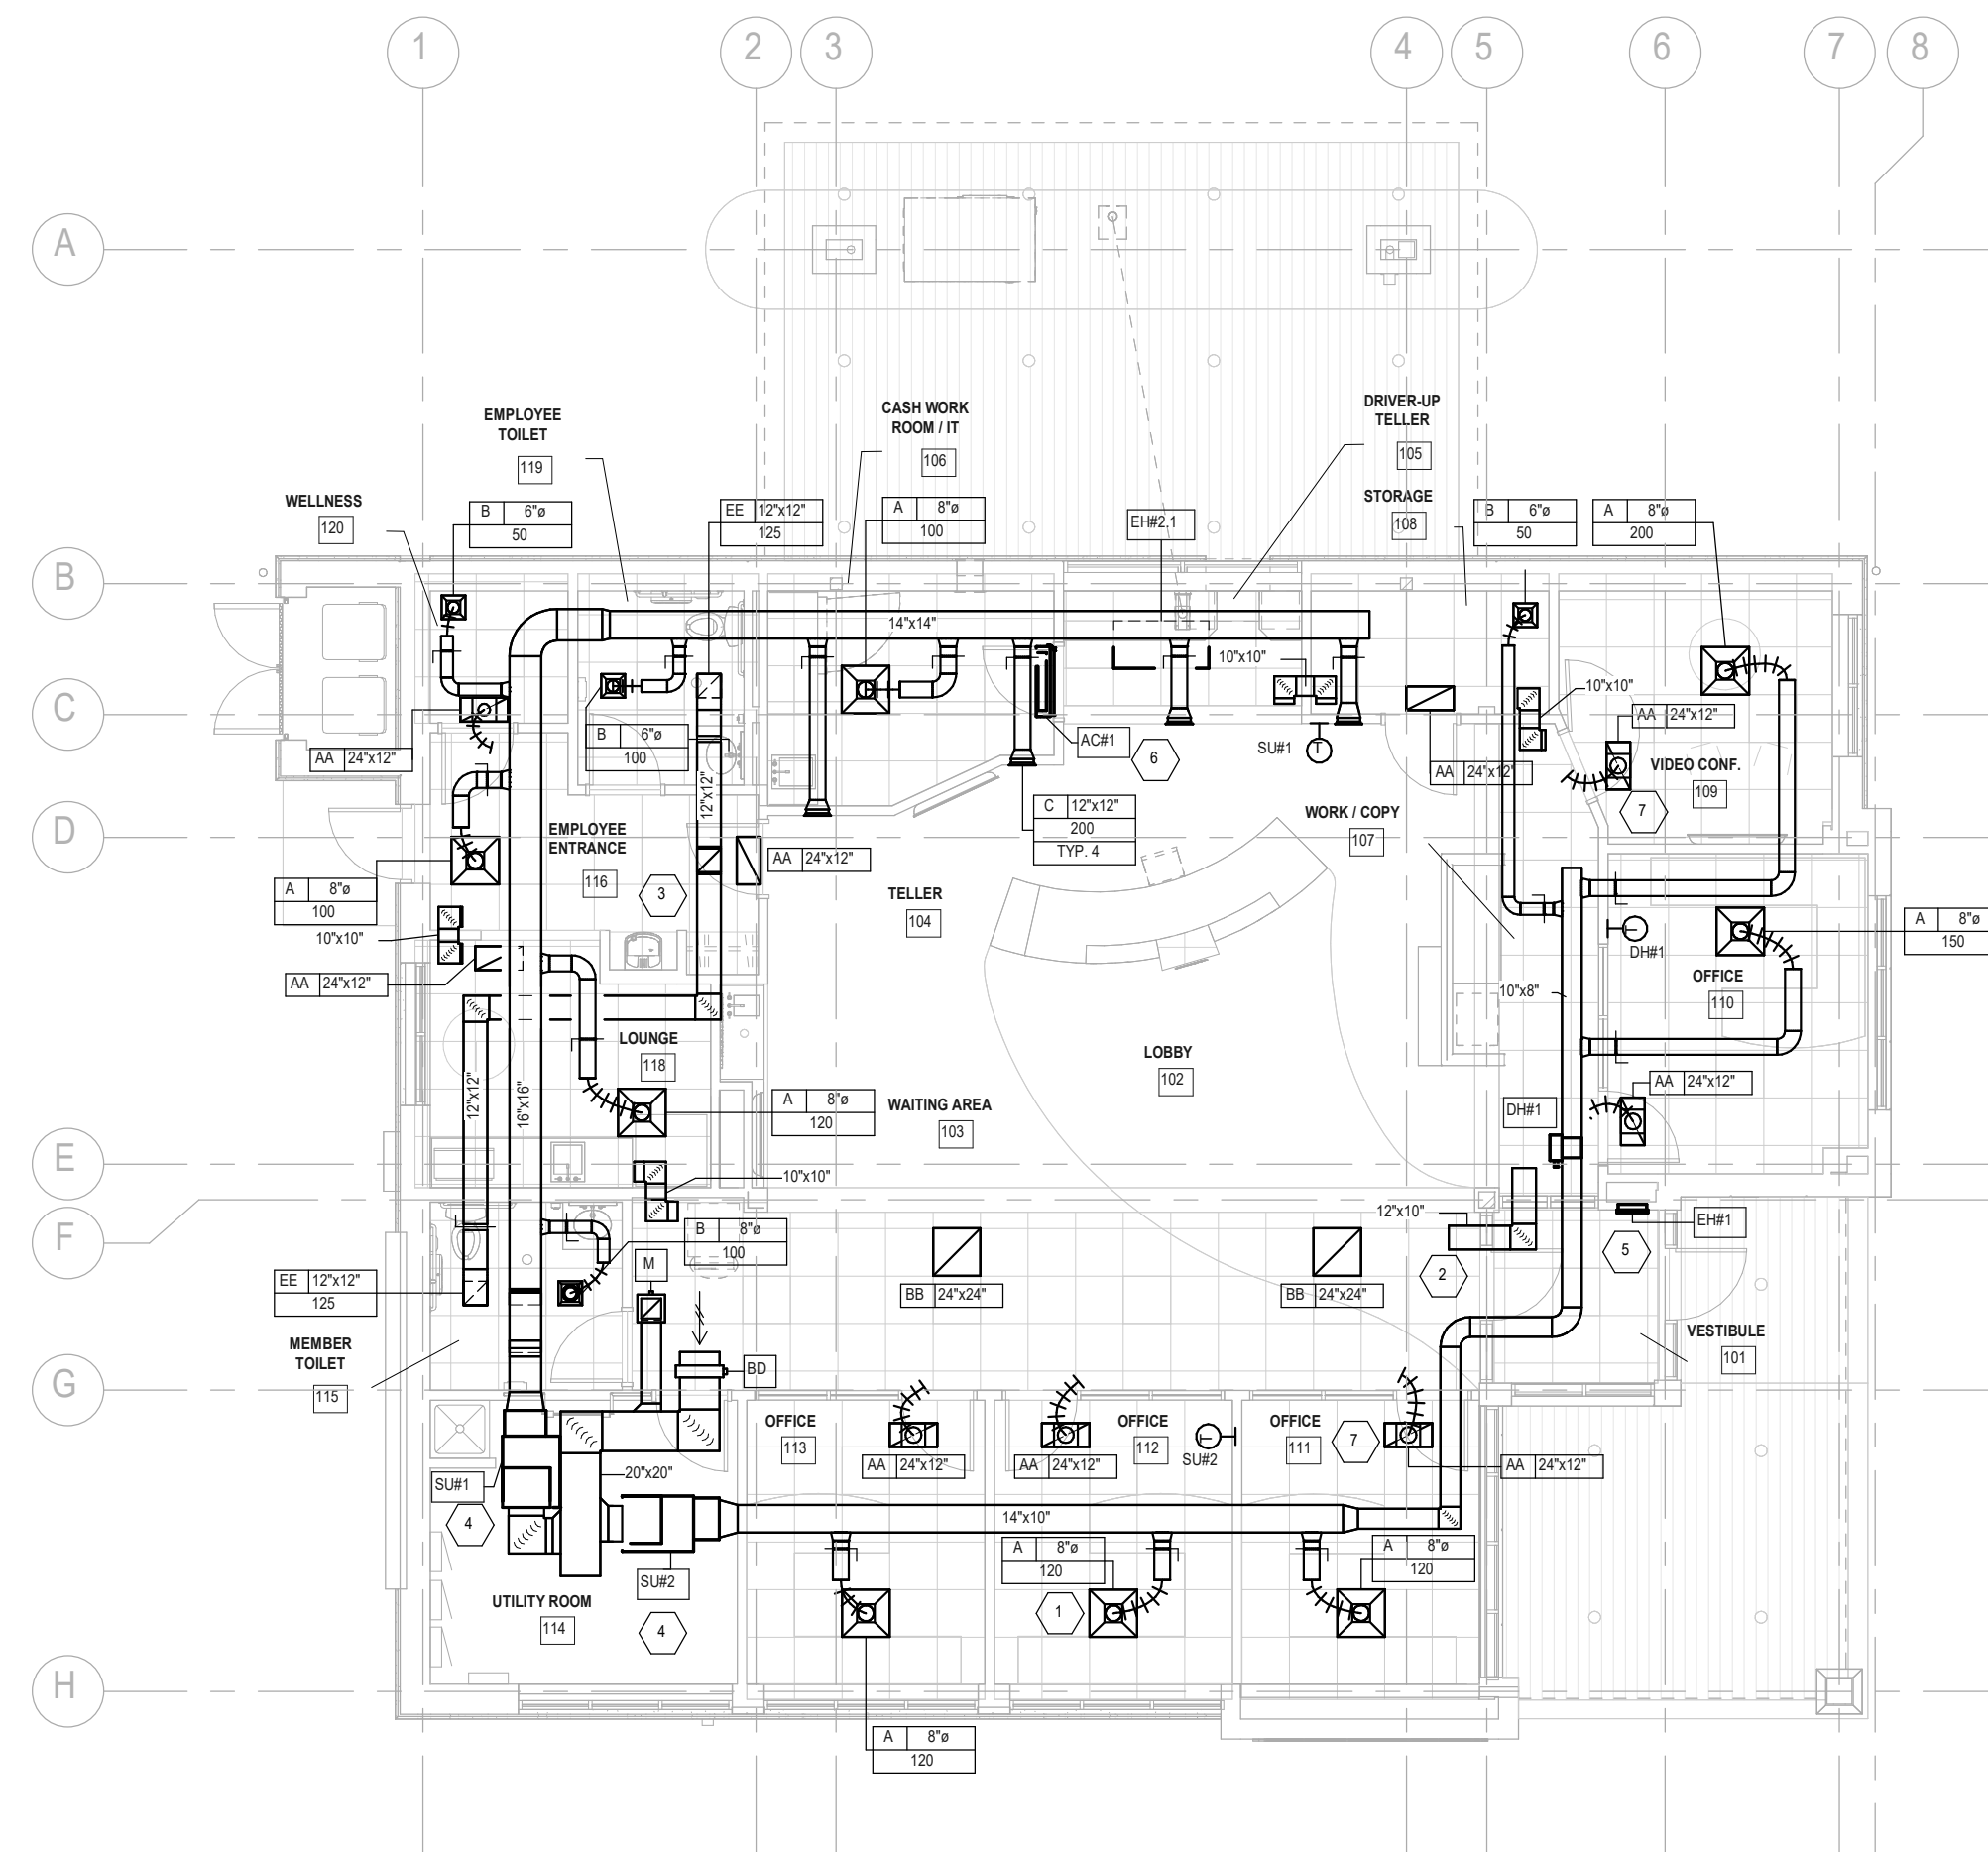 1
2
3
4
5
6
7
8
A
B
C
D
E
F
G
H
EMPLOYEE
TOILET
119
CASH WORK
ROOM / IT
106
DRIVER-UP
TELLER
105
WELLNESS
120
B 6"ø
50
EE 12"x12"
125
A 8"ø
100
EH#2.1
STORAGE
108
B 6"ø
50
A 8"ø
200
14"x14"
10"x10"
10"x10"
AA 24"x12"
B 6"ø
100
AA 24"x12"
AC#1
6
SU#1
T
AA 24"x12"
VIDEO CONF.
109
7
12"x12"
C 12"x12"
200
TYP. 4
WORK / COPY
107
EMPLOYEE
ENTRANCE
116
3
AA 24"x12"
A 8"ø
100
10"x10"
TELLER
104
A 8"ø
150
T
DH#1
OFFICE
110
AA 24"x12"
10"x8"
LOUNGE
118
LOBBY
102
12"x12"
16"x16"
A 8"ø
120
WAITING AREA
103
AA 24"x12"
DH#1
10"x10"
12"x10"
EH#1
B 8"ø
100
M
5
2
EE 12"x12"
125
BB 24"x24"
BB 24"x24"
MEMBER
TOILET
115
VESTIBULE
101
BD
OFFICE
113
OFFICE
112
T
SU#2
OFFICE
111
7
AA 24"x12"
AA 24"x12"
AA 24"x12"
SU#1
20"x20"
4
14"x10"
A 8"ø
120
A 8"ø
120
SU#2
UTILITY ROOM
114
4
1
A 8"ø
120